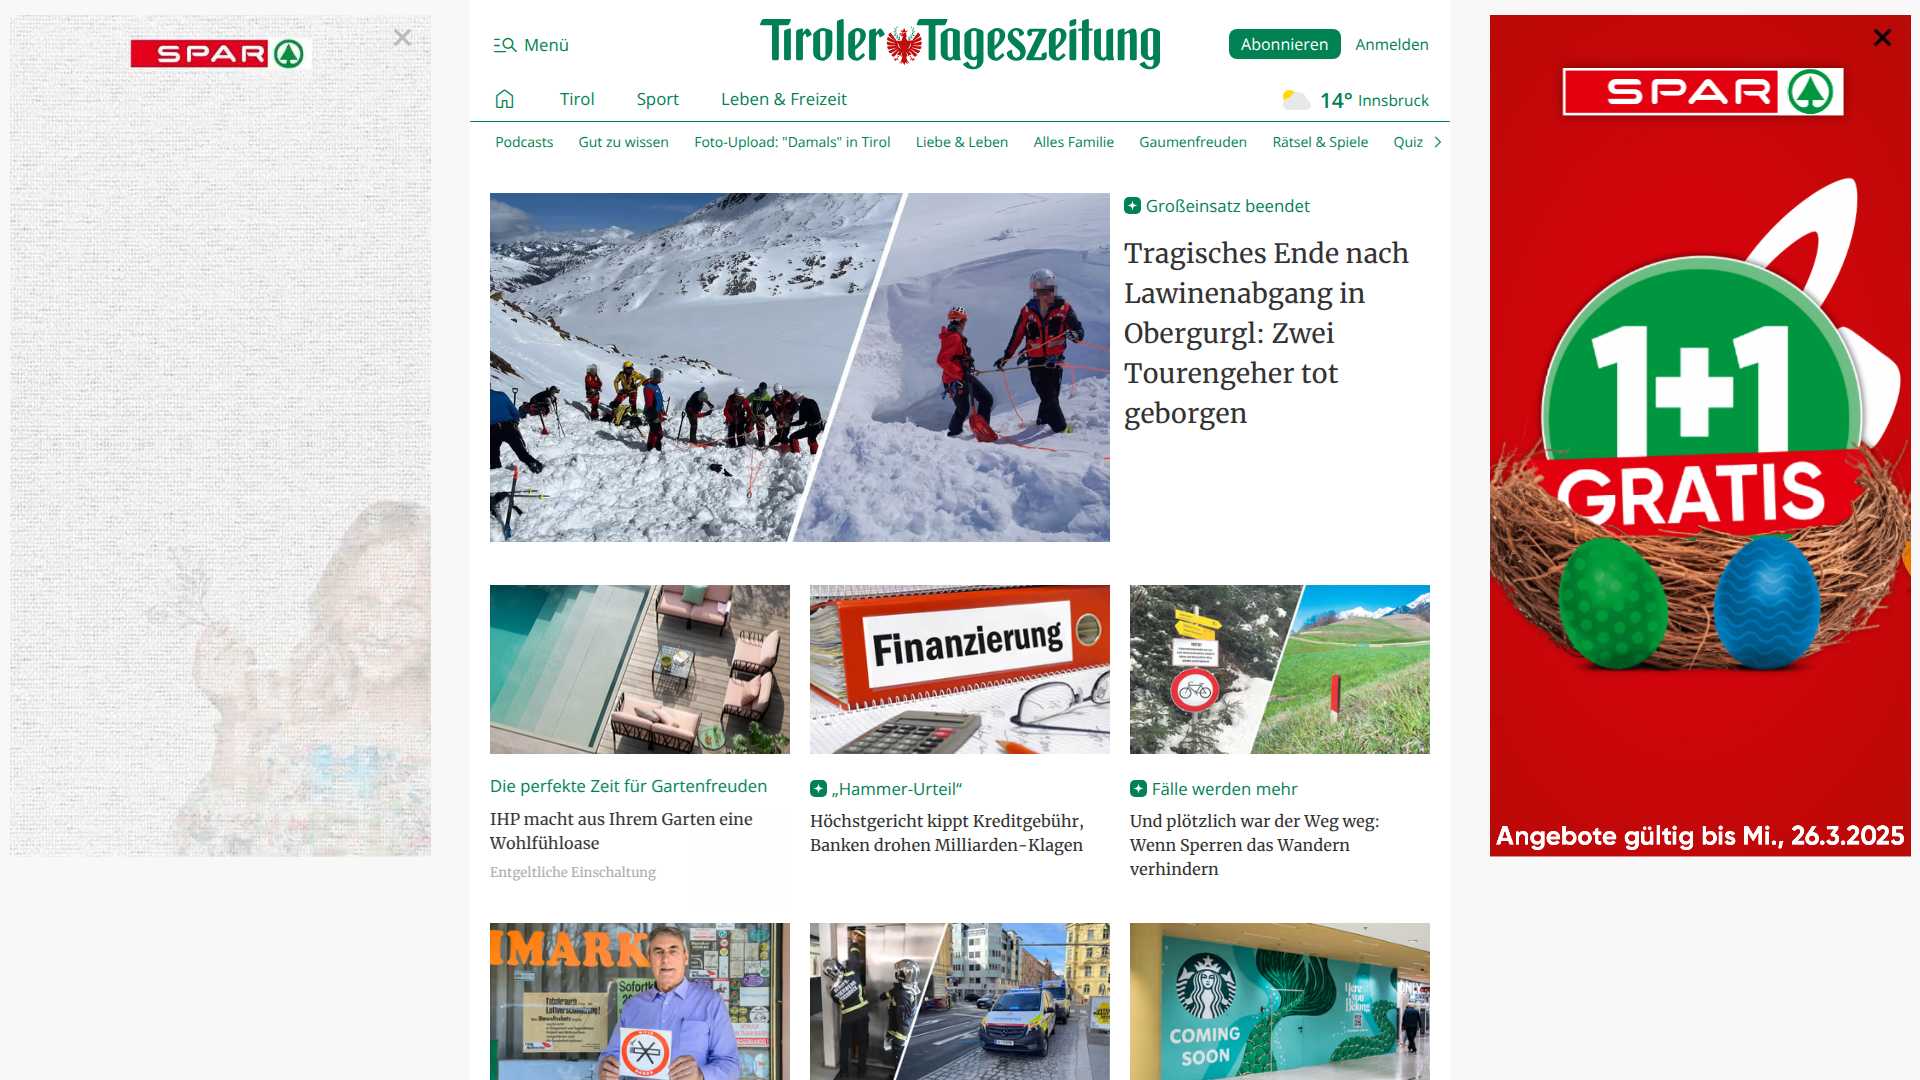 SPAR
Menü
Tiroler Tageszeitung
Abonnieren
Anmelden
Tirol
Sport
Leben & Freizeit
14° Innsbruck
Podcasts
Gut zu wissen
Foto-Upload: "Damals" in Tirol
Liebe & Leben
Alles Familie
Gaumenfreuden
Rätsel & Spiele
Quiz
Großeinsatz beendet
Tragisches Ende nach
Lawinenabgang in
Obergurgl: Zwei
Tourengeher tot
geborgen
Finanzierung
Die perfekte Zeit für Gartenfreuden
IHP macht aus Ihrem Garten eine
Wohlfühloase
Entgeltliche Einschaltung
„Hammer-Urteil“
Höchstgericht kippt Kreditgebühr,
Banken drohen Milliarden-Klagen
Fälle werden mehr
Und plötzlich war der Weg weg:
Wenn Sperren das Wandern
verhindern
IMARK
COMING
SOON
Here
you
Belong
SPAR
1+1
GRATIS
Angebote gültig bis Mi., 26.3.2025